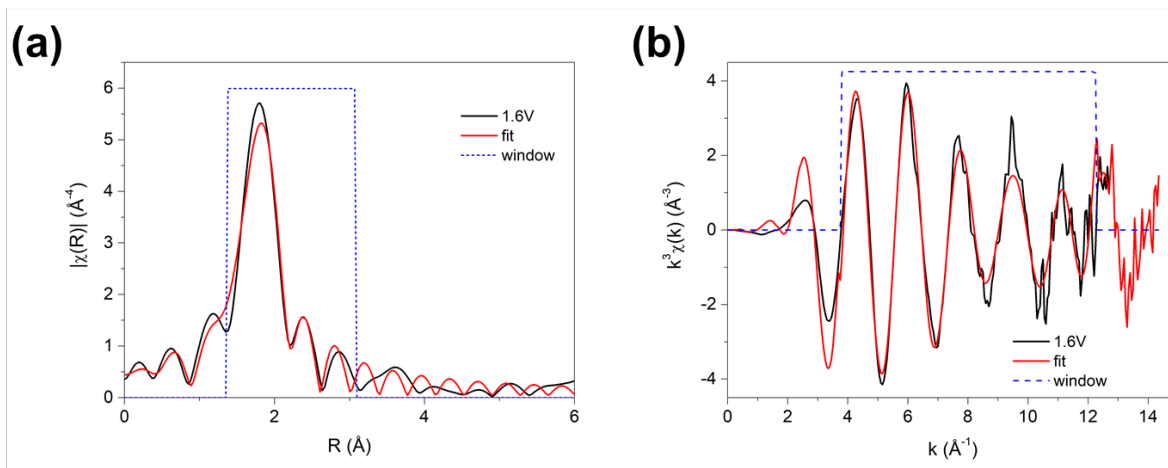 (a)
|χ(R)| (Å⁻⁴)
6
5
4
3
2
1
0
1.6V
fit
window
0 2 4 6
R (Å)
(b)
k³χ(k) (Å⁻³)
4
2
0
-2
-4
1.6V
fit
window
0 2 4 6 8 10 12 14
k (Å⁻¹)